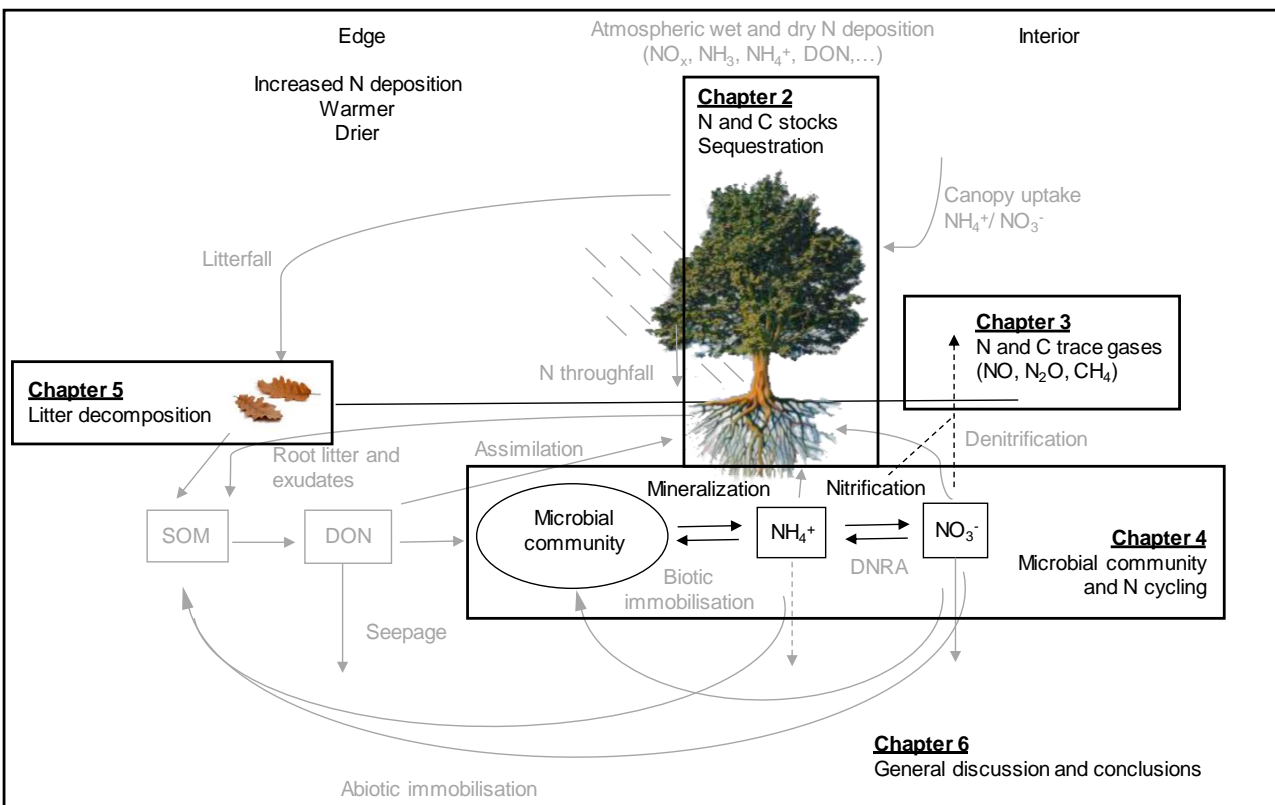 Edge
Increased N deposition
Warmer
Drier
Atmospheric wet and dry N deposition
(NOₓ, NH₃, NH₄⁺, DON,…)
Interior
Chapter 2
N and C stocks
Sequestration
Canopy uptake
NH₄⁺/ NO₃⁻
Litterfall
Chapter 3
N and C trace gases
(NO, N₂O, CH₄)
N throughfall
Chapter 5
Litter decomposition
Denitrification
Root litter and
exudates
Assimilation
Mineralization
Nitrification
SOM
DON
Microbial
community
NH₄⁺
NO₃⁻
Chapter 4
Microbial community
and N cycling
DNRA
Biotic
immobilisation
Seepage
Chapter 6
General discussion and conclusions
Abiotic immobilisation